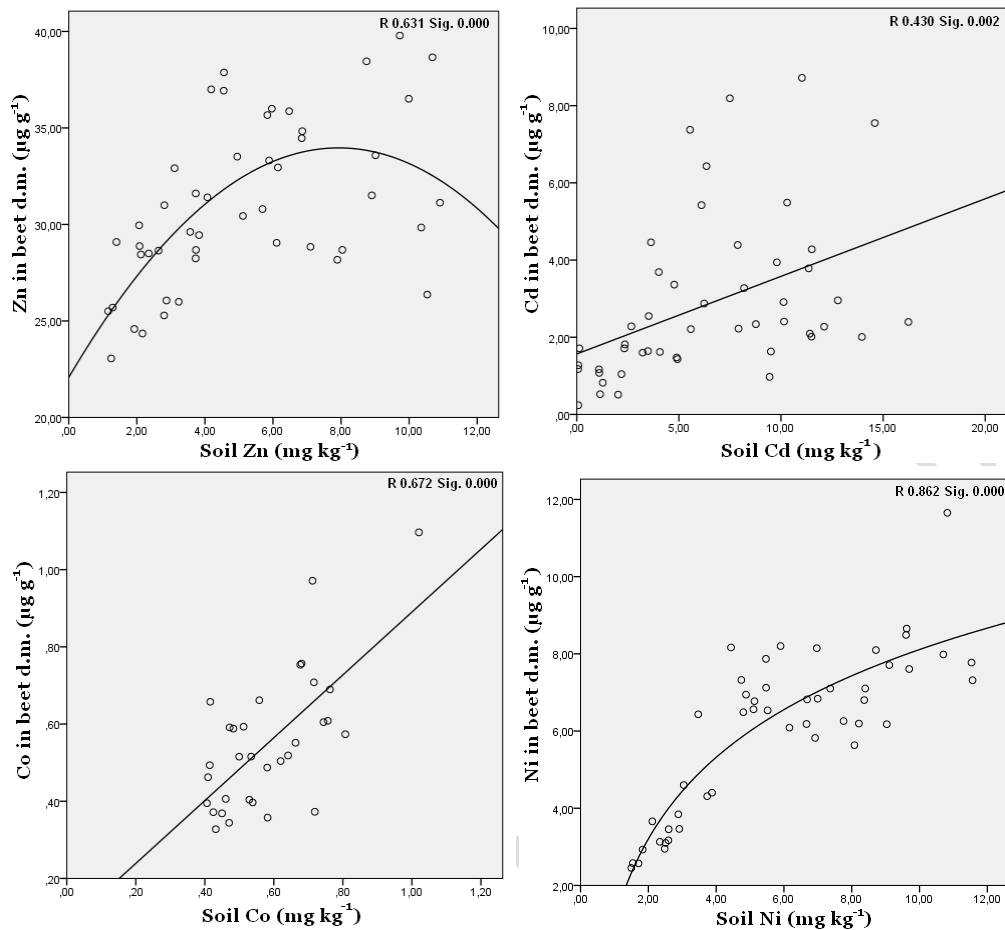 R 0.631 Sig. 0.000
Zn in beet d.m. (µg g⁻¹)
40,00
35,00
30,00
25,00
20,00
,00 2,00 4,00 6,00 8,00 10,00 12,00
Soil Zn (mg kg⁻¹)
R 0.430 Sig. 0.002
Cd in beet d.m. (µg g⁻¹)
10,00
8,00
6,00
4,00
2,00
,00
,00 5,00 10,00 15,00 20,00
Soil Cd (mg kg⁻¹)
R 0.672 Sig. 0.000
Co in beet d.m. (µg g⁻¹)
1,20
1,00
,80
,60
,40
,20
,00 ,20 ,40 ,60 ,80 1,00 1,20
Soil Co (mg kg⁻¹)
R 0.862 Sig. 0.000
Ni in beet d.m. (µg g⁻¹)
12,00
10,00
8,00
6,00
4,00
2,00
,00 2,00 4,00 6,00 8,00 10,00 12,00
Soil Ni (mg kg⁻¹)